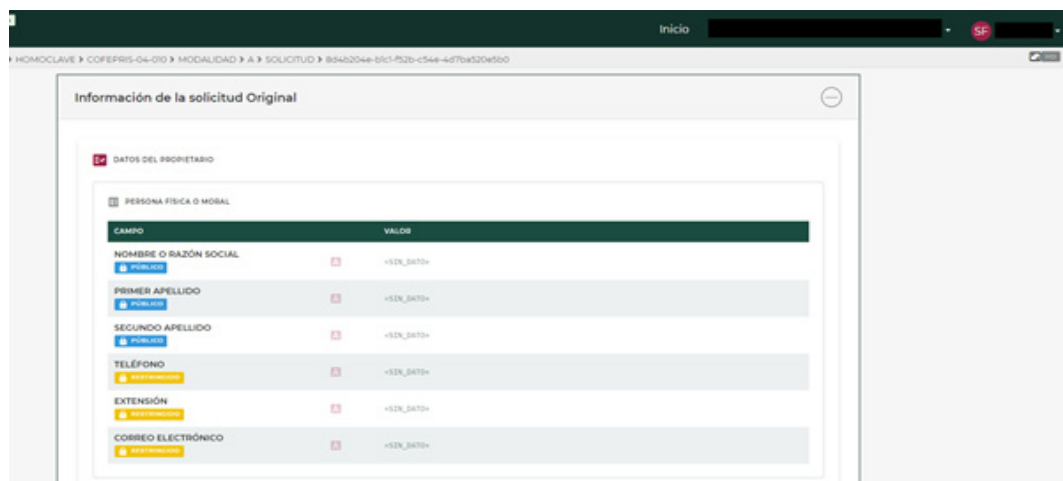 Inicio
SF
HOMOCLAVE > COFEPRIS-04-010 > MODALIDAD > A > SOLICITUD > 8d4b204e-b1c1-f52b-c54e-4d7ba520e5b0
Información de la solicitud Original
DATOS DEL PROPIETARIO
PERSONA FÍSICA O MORAL
CAMPO VALOR
NOMBRE O RAZÓN SOCIAL
PÚBLICO
<SIN_DATO>
PRIMER APELLIDO
PÚBLICO
<SIN_DATO>
SEGUNDO APELLIDO
PÚBLICO
<SIN_DATO>
TELÉFONO
RESTRINGIDO
<SIN_DATO>
EXTENSIÓN
RESTRINGIDO
<SIN_DATO>
CORREO ELECTRÓNICO
RESTRINGIDO
<SIN_DATO>